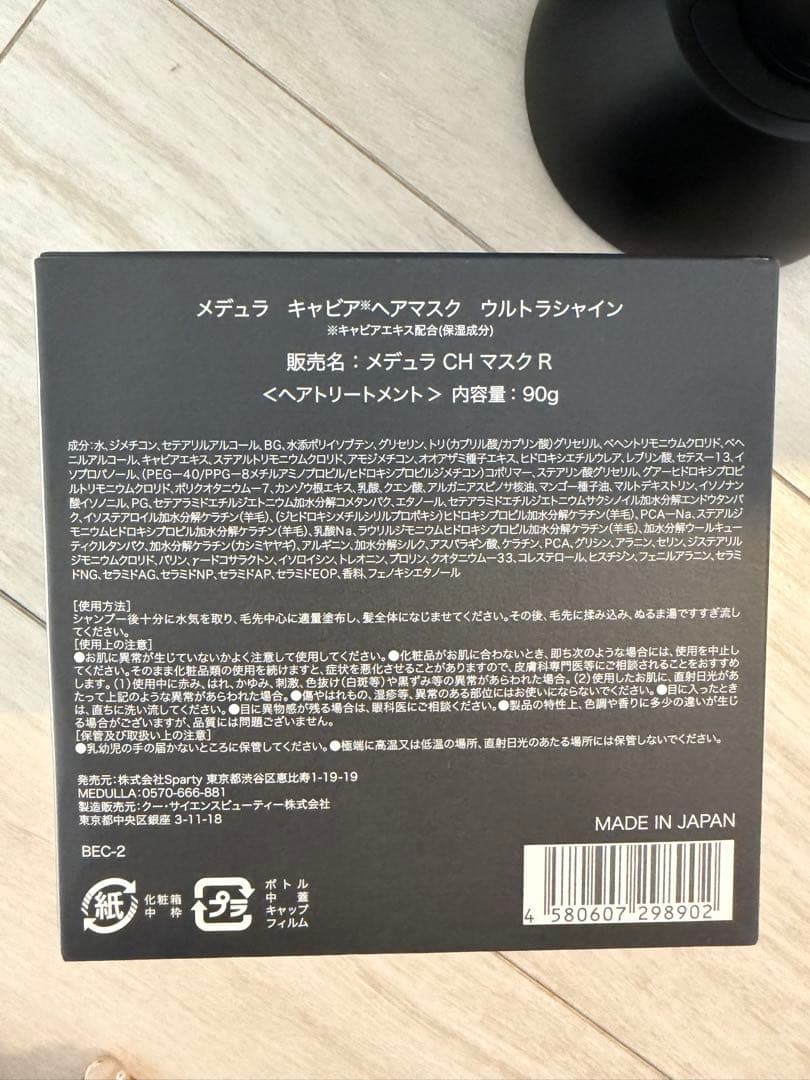 メデュラ キャビア※ヘアマスク ウルトラシャイン
※キャビアエキス配合(保湿成分)
販売名：メデュラ CH マスク R
＜ヘアトリートメント＞ 内容量：90g
成分:水、ジメチコン、セテアリルアルコール、BG、水添ポリイソブテン、グリセリン、トリ(カプリル酸/カプリン酸)グリセリル、ベヘントリモニウムクロリド、ベヘ
ニルアルコール、キャビアエキス、ステアルトリモニウムクロリド、アモジメチコン、オオアザミ種子エキス、ヒドロキシエチルウレア、レブリン酸、セテス－13、イ
ソプロパノール、(PEG－40/PPG－8メチルアミノプロピル/ヒドロキシプロピルジメチコン)コポリマー、ステアリン酸グリセリル、グアーヒドロキシプロピ
ルトリモニウムクロリド、ポリクオタニウム－7、カンゾウ根エキス、乳酸、クエン酸、アルガニアスピノサ核油、マンゴー種子油、マルトデキストリン、イソノナン
酸イソノニル、PG、セテアラミドエチルジエトニウム加水分解コメタンパク、エタノール、セテアラミドエチルジエトニウムサクシノイル加水分解エンドウタンパ
ク、イソステアロイル加水分解ケラチン(羊毛)、(ジヒドロキシメチルシリルプロポキシ)ヒドロキシプロピル加水分解ケラチン(羊毛)、PCA－Na、ステアルジ
モニウムヒドロキシプロピル加水分解ケラチン(羊毛)、乳酸Na、ラウリルジモニウムヒドロキシプロピル加水分解ケラチン(羊毛)、加水分解ウールキュー
ティクルタンパク、加水分解ケラチン(カシミヤヤギ)、アルギニン、加水分解シルク、アスパラギン酸、ケラチン、PCA、グリシン、アラニン、セリン、ジステアリル
ジモニウムクロリド、バリン、γードコサラクトン、イソロイシン、トレオニン、プロリン、クオタニウム－33、コレステロール、ヒスチジン、フェニルアラニン、セラミ
ドNG、セラミドAG、セラミドNP、セラミドAP、セラミドEOP、香料、フェノキシエタノール
[使用方法]
シャンプー後十分に水気を取り、毛先中心に適量塗布し、髪全体になじませてください。その後、毛先に揉み込み、ぬるま湯ですすぎ流し
てください。
[使用上の注意]
●お肌に異常が生じていないかよく注意して使用してください。●化粧品がお肌に合わないとき、即ち次のような場合には、使用を中止し
てください。そのまま化粧品類の使用を続けますと、症状を悪化させることがありますので、皮膚科専門医等にご相談されることをおすすめ
します。(1)使用中に赤み、はれ、かゆみ、刺激、色抜け(白斑等)や黒ずみ等の異常があらわれた場合。(2)使用したお肌に、直射日光があ
たって上記のような異常があらわれた場合。●傷やはれもの、湿疹等、異常のある部位にはお使いにならないでください。●目に入ったとき
は、直ちに洗い流してください。●目に異物感が残る場合は、眼科医にご相談ください。●製品の特性上、色調や香りに多少の違いが生じ
る場合がございますが、品質には問題ございません。
[保管及び取扱い上の注意]
●乳幼児の手の届かないところに保管してください。●極端に高温又は低温の場所、直射日光のあたる場所には保管しないでください。
発売元:株式会社Sparty 東京都渋谷区恵比寿1-19-19
MEDULLA:0570-666-881
製造販売元:クー・サイエンスビューティー株式会社
東京都中央区銀座 3-11-18
MADE IN JAPAN
BEC-2
紙
化粧箱
中 枠
プラ
ボトル
中 蓋
キャップ
フィルム
4 580607 298902